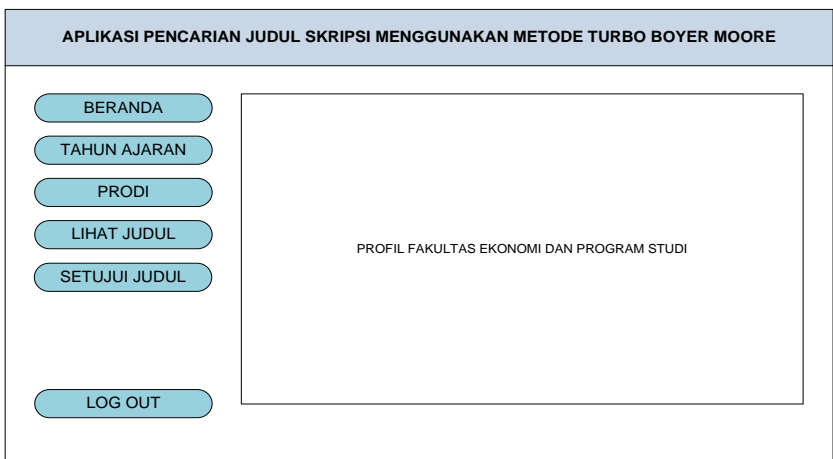 APLIKASI PENCARIAN JUDUL SKRIPSI MENGGUNAKAN METODE TURBO BOYER MOORE
BERANDA
TAHUN AJARAN
PRODI
LIHAT JUDUL
SETUJUI JUDUL
LOG OUT
PROFIL FAKULTAS EKONOMI DAN PROGRAM STUDI